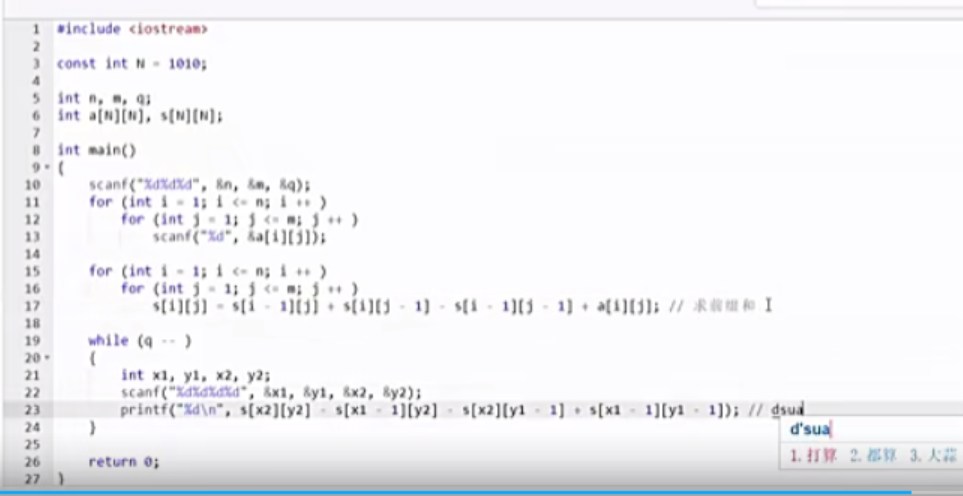 1 #include <iostream>
2
3 const int N = 1010;
4
5 int n, m, q;
6 int a[N][N], s[N][N];
7
8 int main()
9 {
10 scanf("%d%d%d", &n, &m, &q);
11 for (int i = 1; i <= n; i ++ )
12 for (int j = 1; j <= m; j ++ )
13 scanf("%d", &a[i][j]);
14
15 for (int i = 1; i <= n; i ++ )
16 for (int j = 1; j <= m; j ++ )
17 s[i][j] = s[i - 1][j] + s[i][j - 1] - s[i - 1][j - 1] + a[i][j]; // 求前缀和
18
19 while (q -- )
20 {
21 int x1, y1, x2, y2;
22 scanf("%d%d%d%d", &x1, &y1, &x2, &y2);
23 printf("%d\n", s[x2][y2] - s[x1 - 1][y2] - s[x2][y1 - 1] + s[x1 - 1][y1 - 1]); // dsua
24 }
d'sua
25
1.打算 2.都算 3.大蒜
26 return 0;
27 }